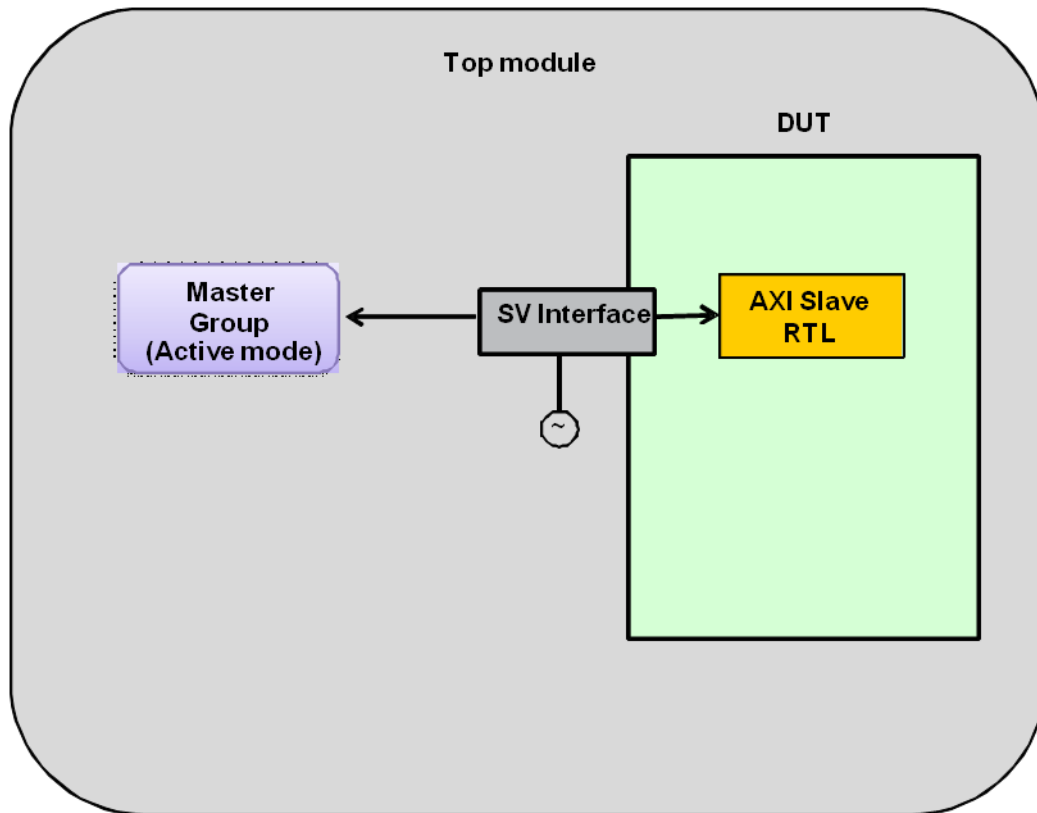 Top module
DUT
Master
Group
(Active mode)
SV Interface
AXI Slave
RTL
~